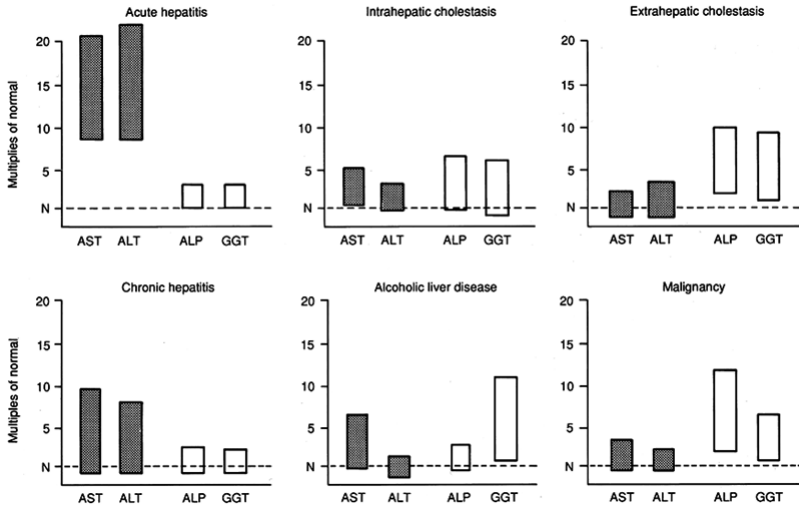 Acute hepatitis
Multiplies of normal
20
15
10
5
N
AST ALT ALP GGT
Intrahepatic cholestasis
20
15
10
5
N
AST ALT ALP GGT
Extrahepatic cholestasis
20
15
10
5
N
AST ALT ALP GGT
Chronic hepatitis
Multiples of normal
20
15
10
5
N
AST ALT ALP GGT
Alcoholic liver disease
20
15
10
5
N
AST ALT ALP GGT
Malignancy
20
15
10
5
N
AST ALT ALP GGT